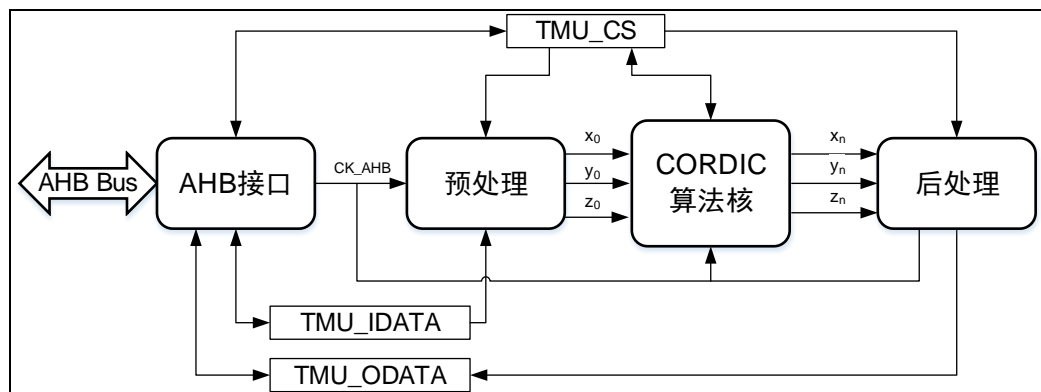 TMU_CS
AHB Bus
AHB接口
CK_AHB
预处理
x0
y0
z0
CORDIC
算法核
xn
yn
zn
后处理
TMU_IDATA
TMU_ODATA